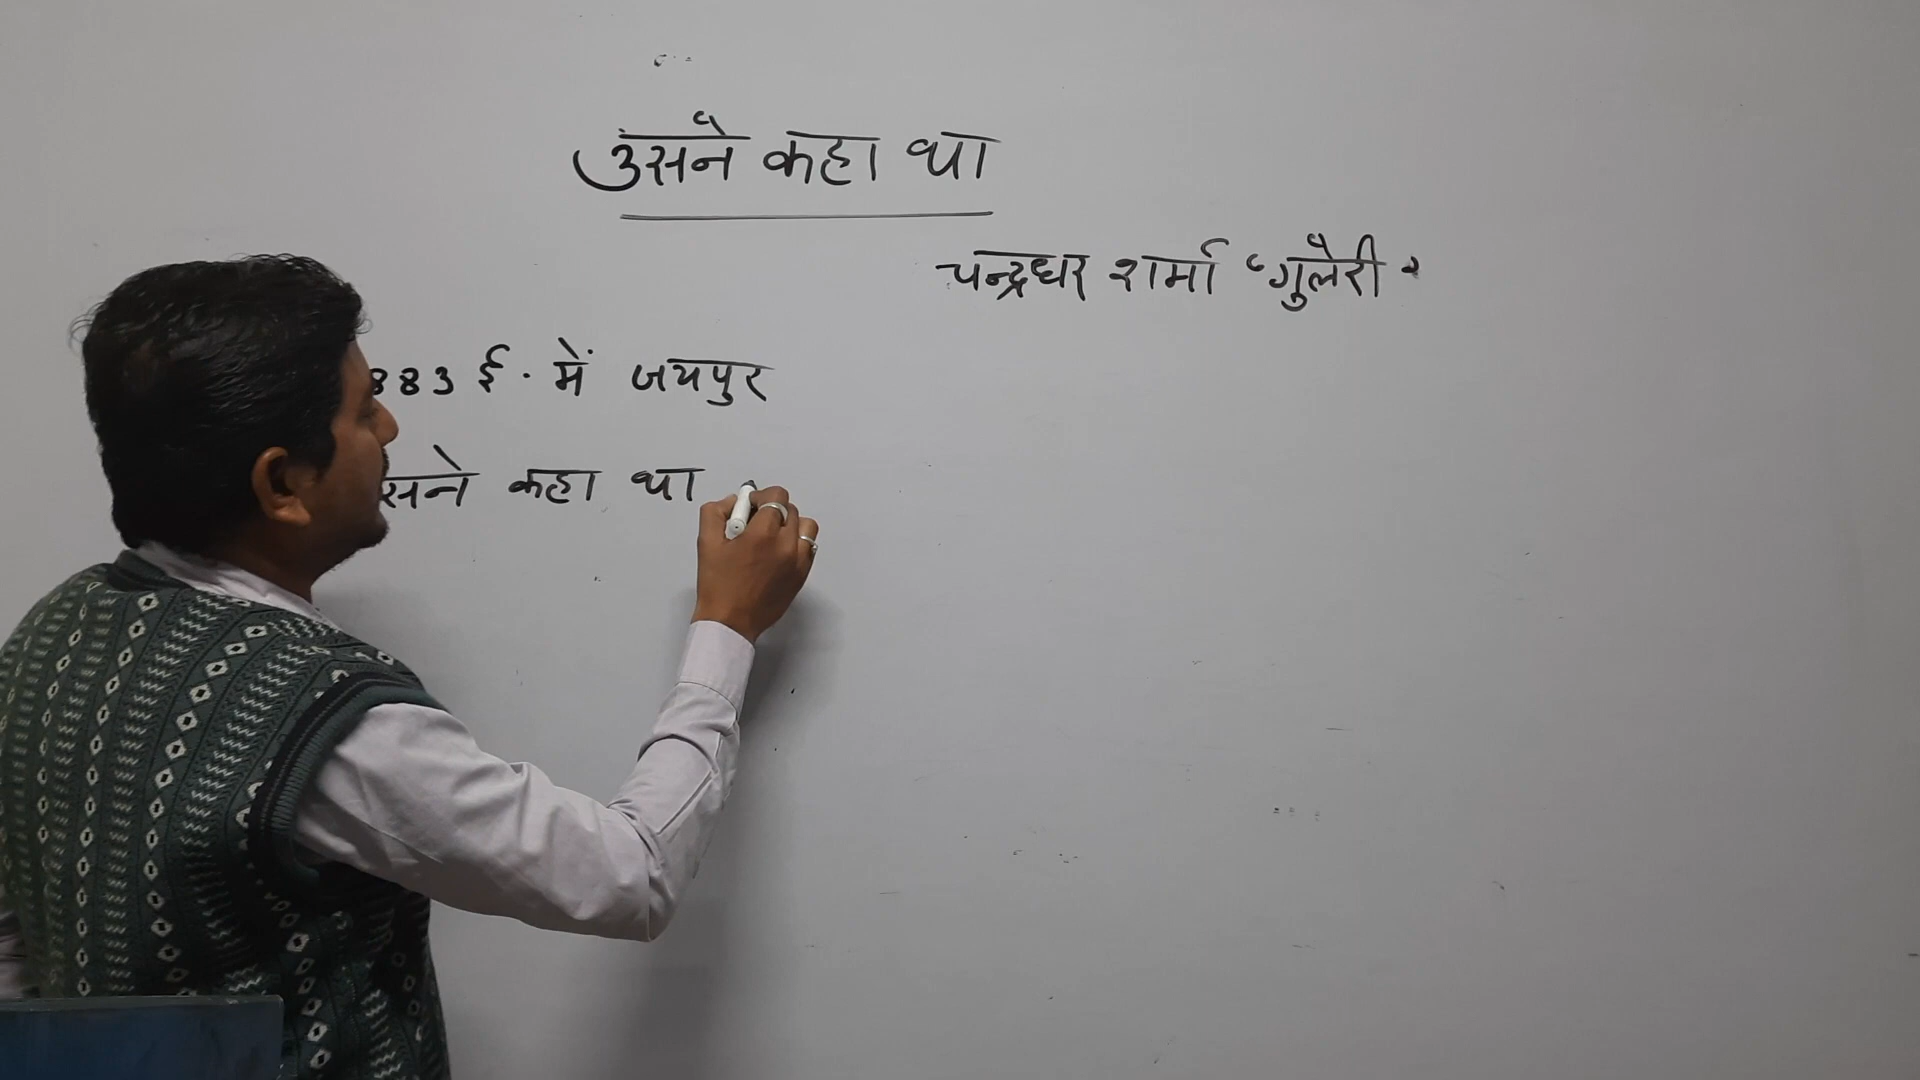 उसने कहा था
चन्द्रधर शर्मा ‘गुलेरी’
883 ई. में जयपुर
सने कहा था